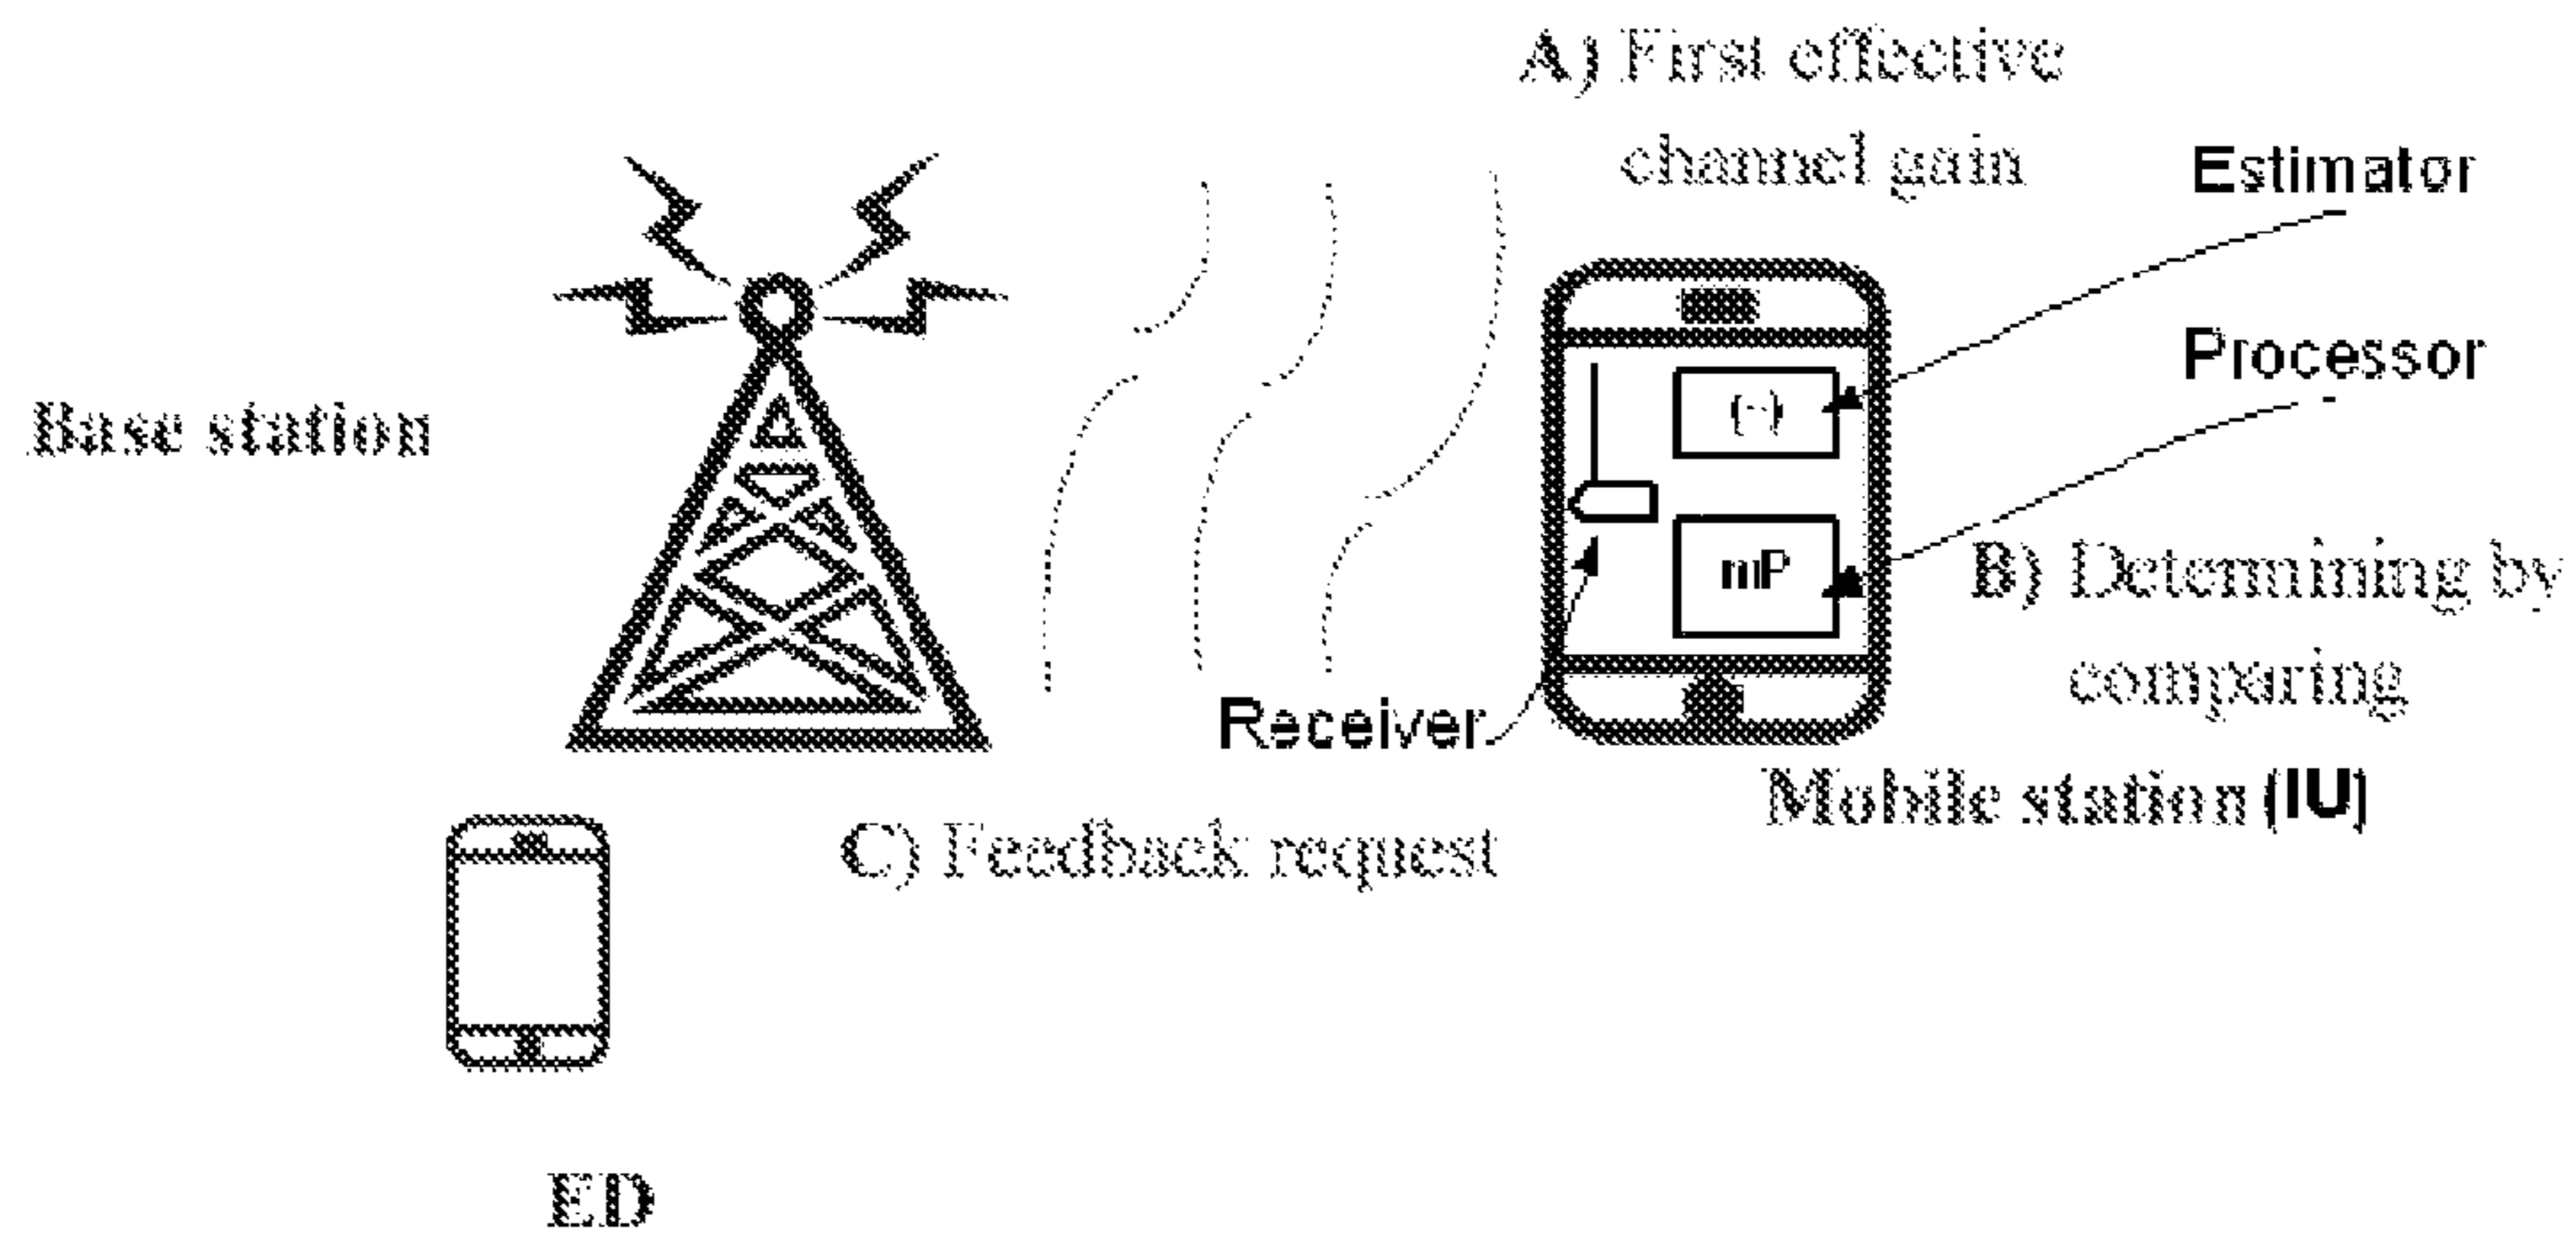 A) First effective
channel gain
Estimator
Processor
Base station
(~)
mP
B) Determining by
comparing
Receiver
Mobile station (IU)
C) Feedback request
ED